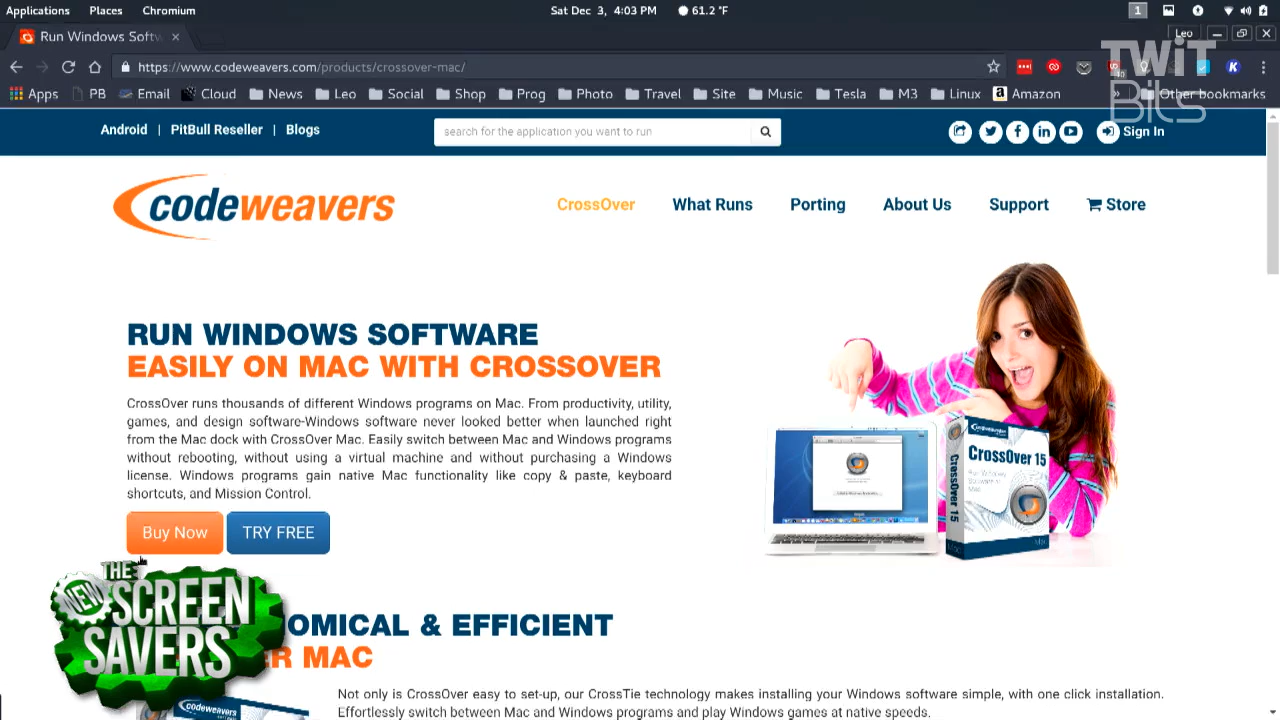 Applications Places Chromium Sat Dec 3, 4:03 PM 61.2 °F 1
Run Windows Softw Leo
https://www.codeweavers.com/products/crossover-mac/
TWiT
Bits
Apps PB Email Cloud News Leo Social Shop Prog Photo Travel Site Music Tesla M3 Linux Amazon » Other bookmarks
Android | PitBull Reseller | Blogs search for the application you want to run Sign In
codeweavers CrossOver What Runs Porting About Us Support Store
RUN WINDOWS SOFTWARE
EASILY ON MAC WITH CROSSOVER
CrossOver runs thousands of different Windows programs on Mac. From productivity, utility,
games, and design software-Windows software never looked better when launched right
from the Mac dock with CrossOver Mac. Easily switch between Mac and Windows programs
without rebooting, without using a virtual machine and without purchasing a Windows
license. Windows programs gain native Mac functionality like copy & paste, keyboard
shortcuts, and Mission Control.
Buy Now TRY FREE
CrossOver 15
Run Windows
Software on
Mac
CrossOver 15
THE
NEW
SCREEN
SAVERS
OMICAL & EFFICIENT
R MAC
Not only is CrossOver easy to set-up, our CrossTie technology makes installing your Windows software simple, with one click installation.
Effortlessly switch between Mac and Windows programs and play Windows games at native speeds.
codeweavers